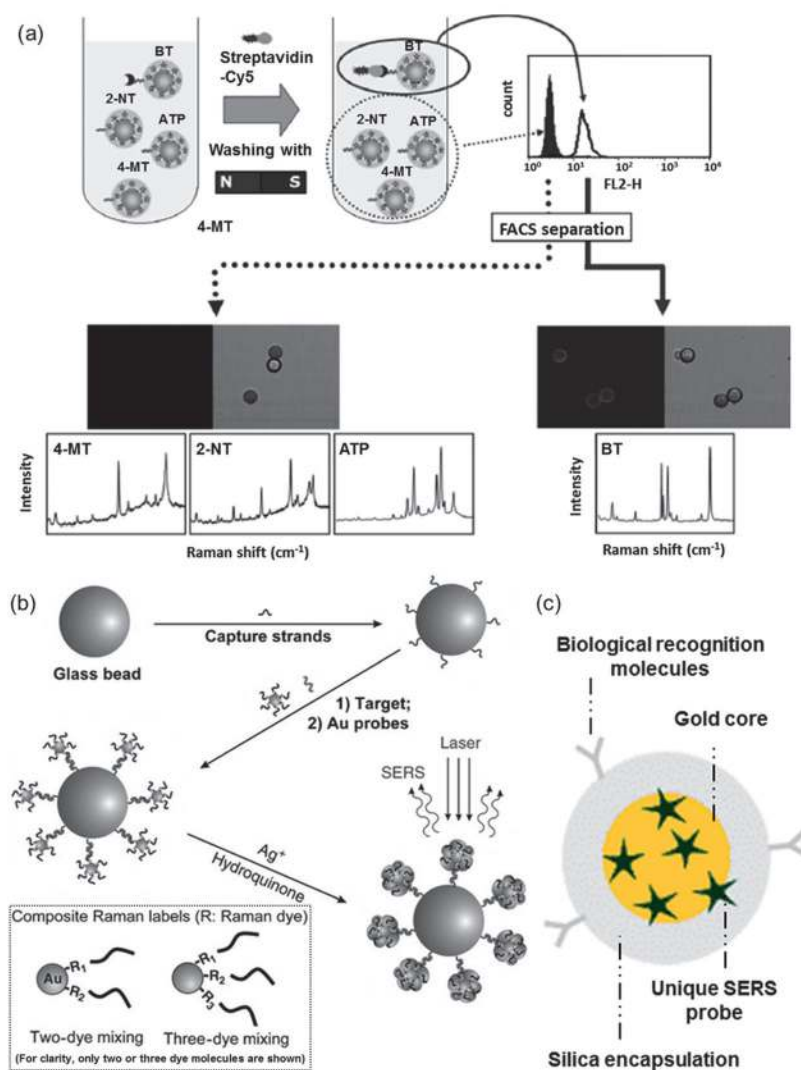 (a)
BT
2-NT
ATP
4-MT
Streptavidin
-Cy5
Washing with
N S
4-MT
BT
2-NT
ATP
4-MT
count
10⁰ 10¹ 10² 10³ 10⁴
FL2-H
FACS separation
4-MT
2-NT
ATP
BT
Intensity
Intensity
Raman shift (cm⁻¹)
Raman shift (cm⁻¹)
(b)
Glass bead
Capture strands
1) Target;
2) Au probes
Laser
SERS
Ag⁺
Hydroquinone
Composite Raman labels (R: Raman dye)
Au
R₁
R₂
R₁
R₂
R₃
Two-dye mixing
Three-dye mixing
(For clarity, only two or three dye molecules are shown)
(c)
Biological recognition
molecules
Gold core
Unique SERS
probe
Silica encapsulation